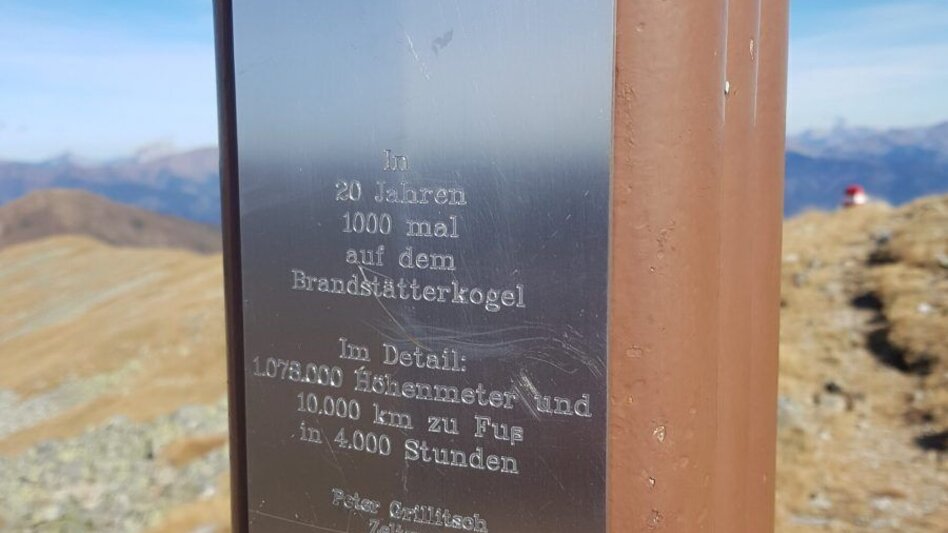 In
20 Jahren
1000 mal
auf dem
Brandstätterkogel
Im Detail:
1.073.000 Höhenmeter und
10.000 km zu Fuß
in 4.000 Stunden
Peter Grillitsch